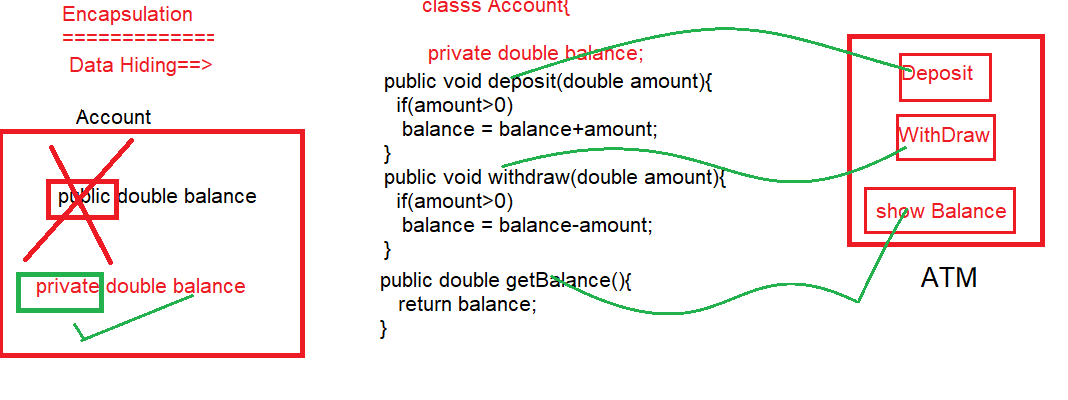 Encapsulation
=============
Data Hiding==>
Account
public double balance
private double balance
classs Account{
private double balance;
public void deposit(double amount){
if(amount>0)
balance = balance+amount;
}
public void withdraw(double amount){
if(amount>0)
balance = balance-amount;
}
public double getBalance(){
return balance;
}
Deposit
WithDraw
show Balance
ATM